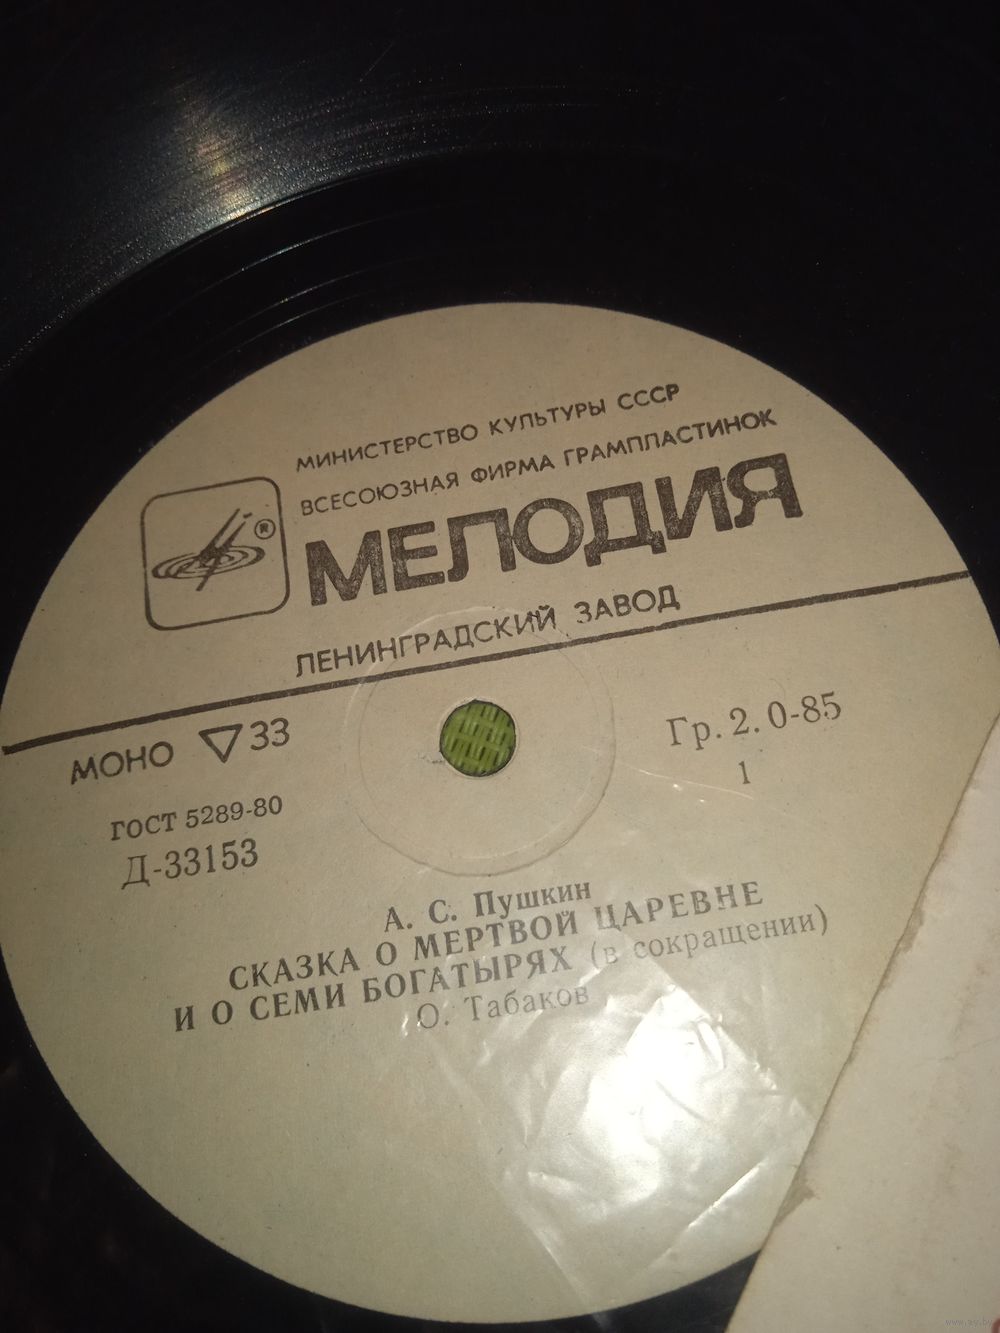 МИНИСТЕРСТВО КУЛЬТУРЫ СССР
ВСЕСОЮЗНАЯ ФИРМА ГРАМПЛАСТИНОК
®
МЕЛОДИЯ
ЛЕНИНГРАДСКИЙ ЗАВОД
МОНО ▽ 33
Гр. 2. 0-85
1
ГОСТ 5289-80
Д-33153
А. С. Пушкин
СКАЗКА О МЕРТВОЙ ЦАРЕВНЕ
И О СЕМИ БОГАТЫРЯХ (в сокращении)
О. Табаков